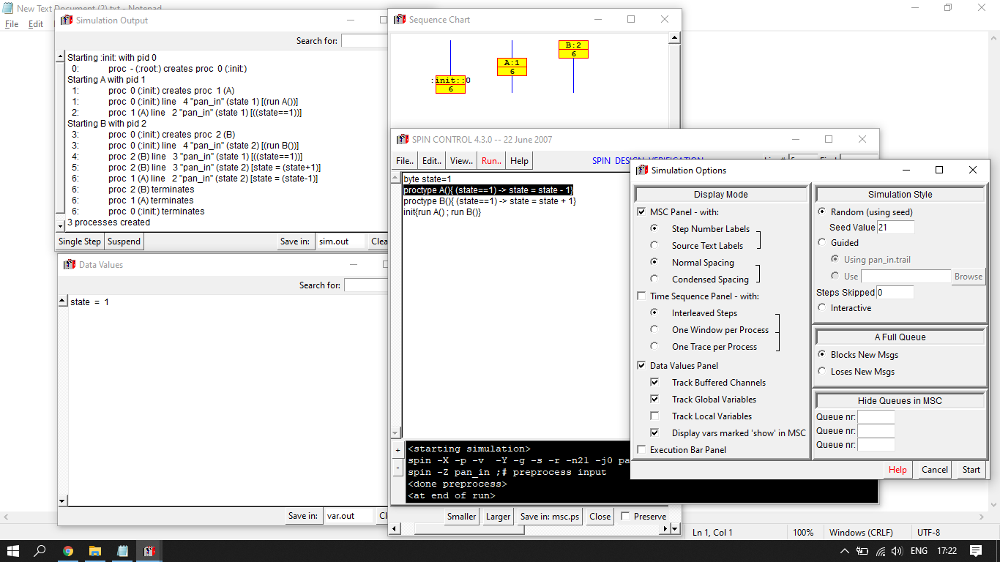 New Text Document (2).txt - Notepad
File Edit
Simulation Output
Search for:
Starting :init: with pid 0
0: proc - (:root:) creates proc 0 (:init:)
Starting A with pid 1
1: proc 0 (:init:) creates proc 1 (A)
1: proc 0 (:init:) line 4 "pan_in" (state 1) [(run A())]
2: proc 1 (A) line 2 "pan_in" (state 1) [((state==1))]
Starting B with pid 2
3: proc 0 (:init:) creates proc 2 (B)
3: proc 0 (:init:) line 4 "pan_in" (state 2) [(run B())]
4: proc 2 (B) line 3 "pan_in" (state 1) [((state==1))]
5: proc 2 (B) line 3 "pan_in" (state 2) [state = (state+1)]
6: proc 1 (A) line 2 "pan_in" (state 2) [state = (state-1)]
6: proc 2 (B) terminates
6: proc 1 (A) terminates
6: proc 0 (:init:) terminates
3 processes created
Single Step Suspend Save in: sim.out Clea
Data Values
Search for:
state = 1
Save in: var.out Cl
Sequence Chart
B:2
6
A:1
6
:init::0
6
Smaller Larger Save in: msc.ps Close Preserve
SPIN CONTROL 4.3.0 -- 22 June 2007
File.. Edit.. View.. Run.. Help SPIN DESIGN VERIFICATION
byte state=1
proctype A(){ (state==1) -> state = state - 1}
proctype B(){ (state==1) -> state = state + 1}
init{run A() ; run B()}
+
-
<starting simulation>
spin -X -p -v -Y -g -s -r -n21 -j0 pa
spin -Z pan_in ;# preprocess input
<done preprocess>
<at end of run>
Simulation Options
Display Mode
MSC Panel - with:
Step Number Labels
Source Text Labels
Normal Spacing
Condensed Spacing
Time Sequence Panel - with:
Interleaved Steps
One Window per Process
One Trace per Process
Data Values Panel
Track Buffered Channels
Track Global Variables
Track Local Variables
Display vars marked 'show' in MSC
Execution Bar Panel
Simulation Style
Random (using seed)
Seed Value 21
Guided
Using pan_in.trail
Use Browse
Steps Skipped 0
Interactive
A Full Queue
Blocks New Msgs
Loses New Msgs
Hide Queues in MSC
Queue nr:
Queue nr:
Queue nr:
Help Cancel Start
Ln 1, Col 1 100% Windows (CRLF) UTF-8
ENG 17:22